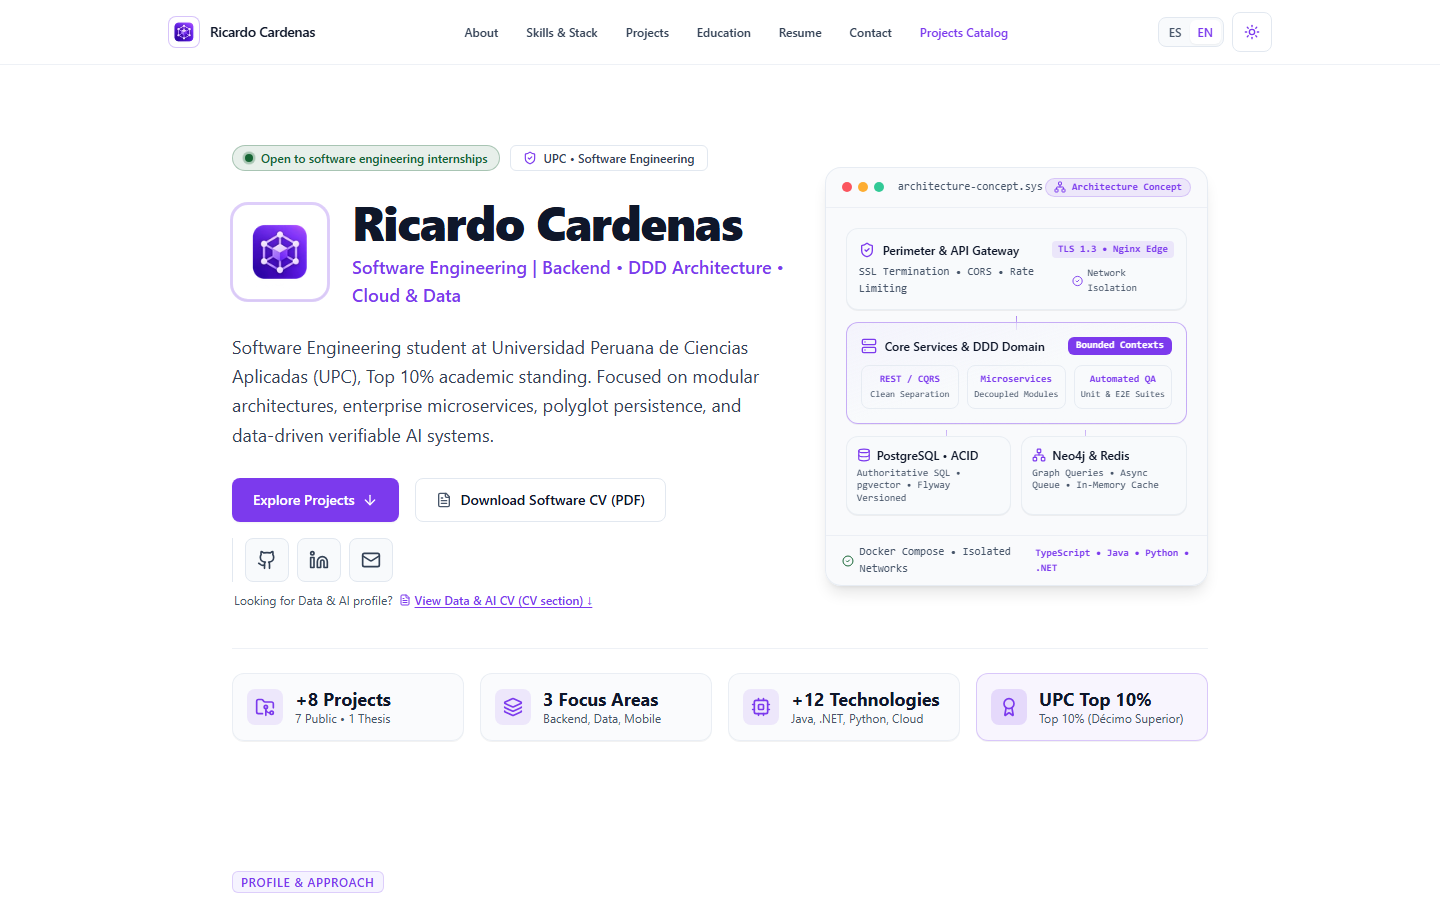 Ricardo Cardenas
About
Skills & Stack
Projects
Education
Resume
Contact
Projects Catalog
ES
EN
Open to software engineering internships
UPC • Software Engineering
Ricardo Cardenas
Software Engineering | Backend • DDD Architecture •
Cloud & Data
Software Engineering student at Universidad Peruana de Ciencias
Aplicadas (UPC), Top 10% academic standing. Focused on modular
architectures, enterprise microservices, polyglot persistence, and
data-driven verifiable AI systems.
Explore Projects ↓
Download Software CV (PDF)
Looking for Data & AI profile?
View Data & AI CV (CV section) ↓
architecture-concept.sys
Architecture Concept
Perimeter & API Gateway
TLS 1.3 • Nginx Edge
SSL Termination • CORS • Rate
Limiting
Network
Isolation
Core Services & DDD Domain
Bounded Contexts
REST / CQRS
Clean Separation
Microservices
Decoupled Modules
Automated QA
Unit & E2E Suites
PostgreSQL • ACID
Authoritative SQL •
pgvector • Flyway
Versioned
Neo4j & Redis
Graph Queries • Async
Queue • In-Memory Cache
Docker Compose • Isolated
Networks
TypeScript • Java • Python •
.NET
+8 Projects
7 Public • 1 Thesis
3 Focus Areas
Backend, Data, Mobile
+12 Technologies
Java, .NET, Python, Cloud
UPC Top 10%
Top 10% (Décimo Superior)
PROFILE & APPROACH